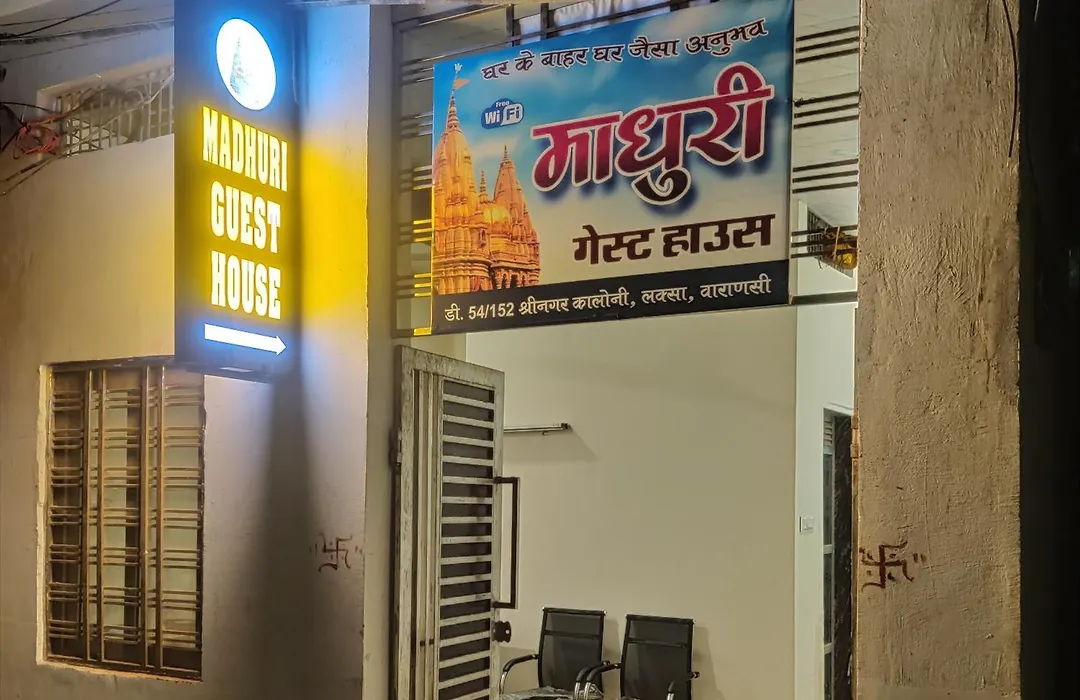 MADHURI
GUEST
HOUSE
घर के बाहर घर जैसा अनुभव
Free
Wi Fi
माधुरी
गेस्ट हाउस
डी. 54/152 श्रीनगर कालोनी, लक्सा, वाराणसी